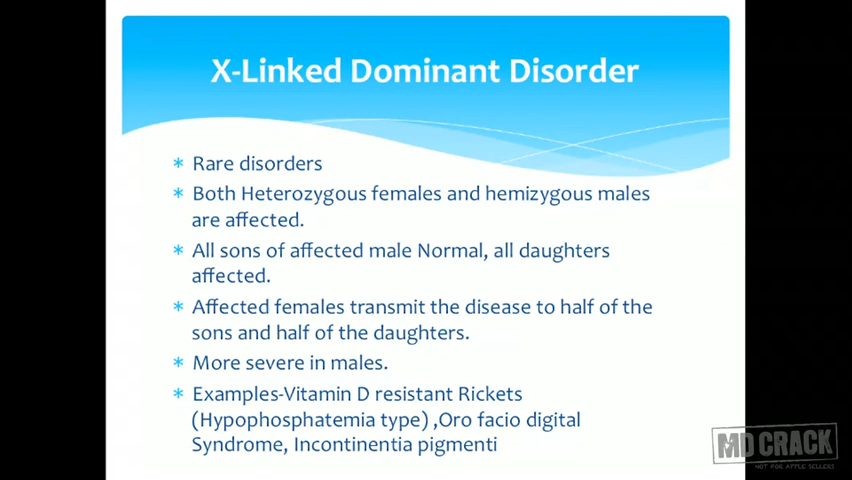 X-Linked Dominant Disorder
* Rare disorders
* Both Heterozygous females and hemizygous males
are affected.
* All sons of affected male Normal, all daughters
affected.
* Affected females transmit the disease to half of the
sons and half of the daughters.
* More severe in males.
* Examples-Vitamin D resistant Rickets
(Hypophosphatemia type) ,Oro facio digital
Syndrome, Incontinentia pigmenti
MD CRACK
NOT FOR APPLE SELLERS